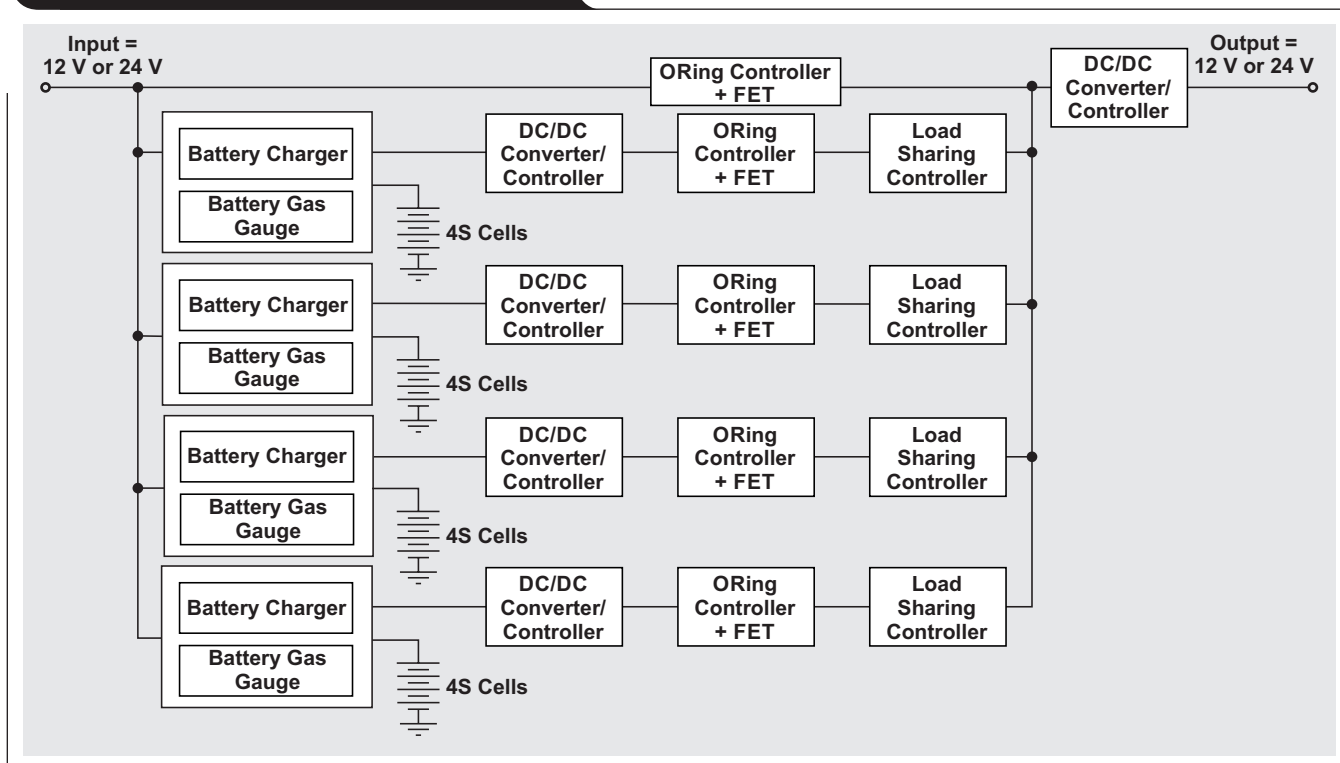 Input =
12 V or 24 V
ORing Controller
+ FET
DC/DC
Converter/
Controller
Output =
12 V or 24 V
Battery Charger
Battery Gas
Gauge
4S Cells
DC/DC
Converter/
Controller
ORing
Controller
+ FET
Load
Sharing
Controller
Battery Charger
Battery Gas
Gauge
4S Cells
DC/DC
Converter/
Controller
ORing
Controller
+ FET
Load
Sharing
Controller
Battery Charger
Battery Gas
Gauge
4S Cells
DC/DC
Converter/
Controller
ORing
Controller
+ FET
Load
Sharing
Controller
Battery Charger
Battery Gas
Gauge
4S Cells
DC/DC
Converter/
Controller
ORing
Controller
+ FET
Load
Sharing
Controller